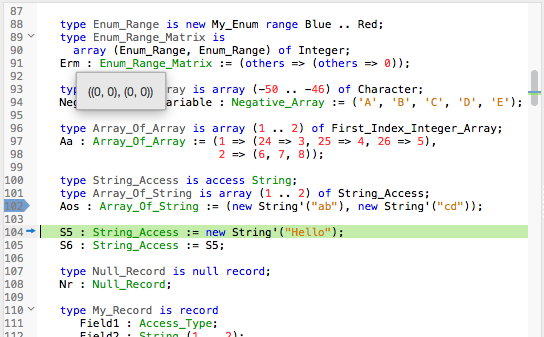 87
88 type Enum_Range is new My_Enum range Blue .. Red;
89 type Enum_Range_Matrix is
90 array (Enum_Range, Enum_Range) of Integer;
91 Erm : Enum_Range_Matrix := (others => (others => 0));
92
((0, 0), (0, 0))
93 typ ray is array (-50 .. -46) of Character;
94 Neg ariable : Negative_Array := ('A', 'B', 'C', 'D', 'E');
95
96 type Array_Of_Array is array (1 .. 2) of First_Index_Integer_Array;
97 Aa : Array_Of_Array := (1 => (24 => 3, 25 => 4, 26 => 5),
98 2 => (6, 7, 8));
99
100 type String_Access is access String;
101 type Array_Of_String is array (1 .. 2) of String_Access;
102 Aos : Array_Of_String := (new String'("ab"), new String'("cd"));
103
104 S5 : String_Access := new String'("Hello");
105 S6 : String_Access := S5;
106
107 type Null_Record is null record;
108 Nr : Null_Record;
109
110 type My_Record is record
111 Field1 : Access_Type;
112 Field2 : String (1 .. 2);